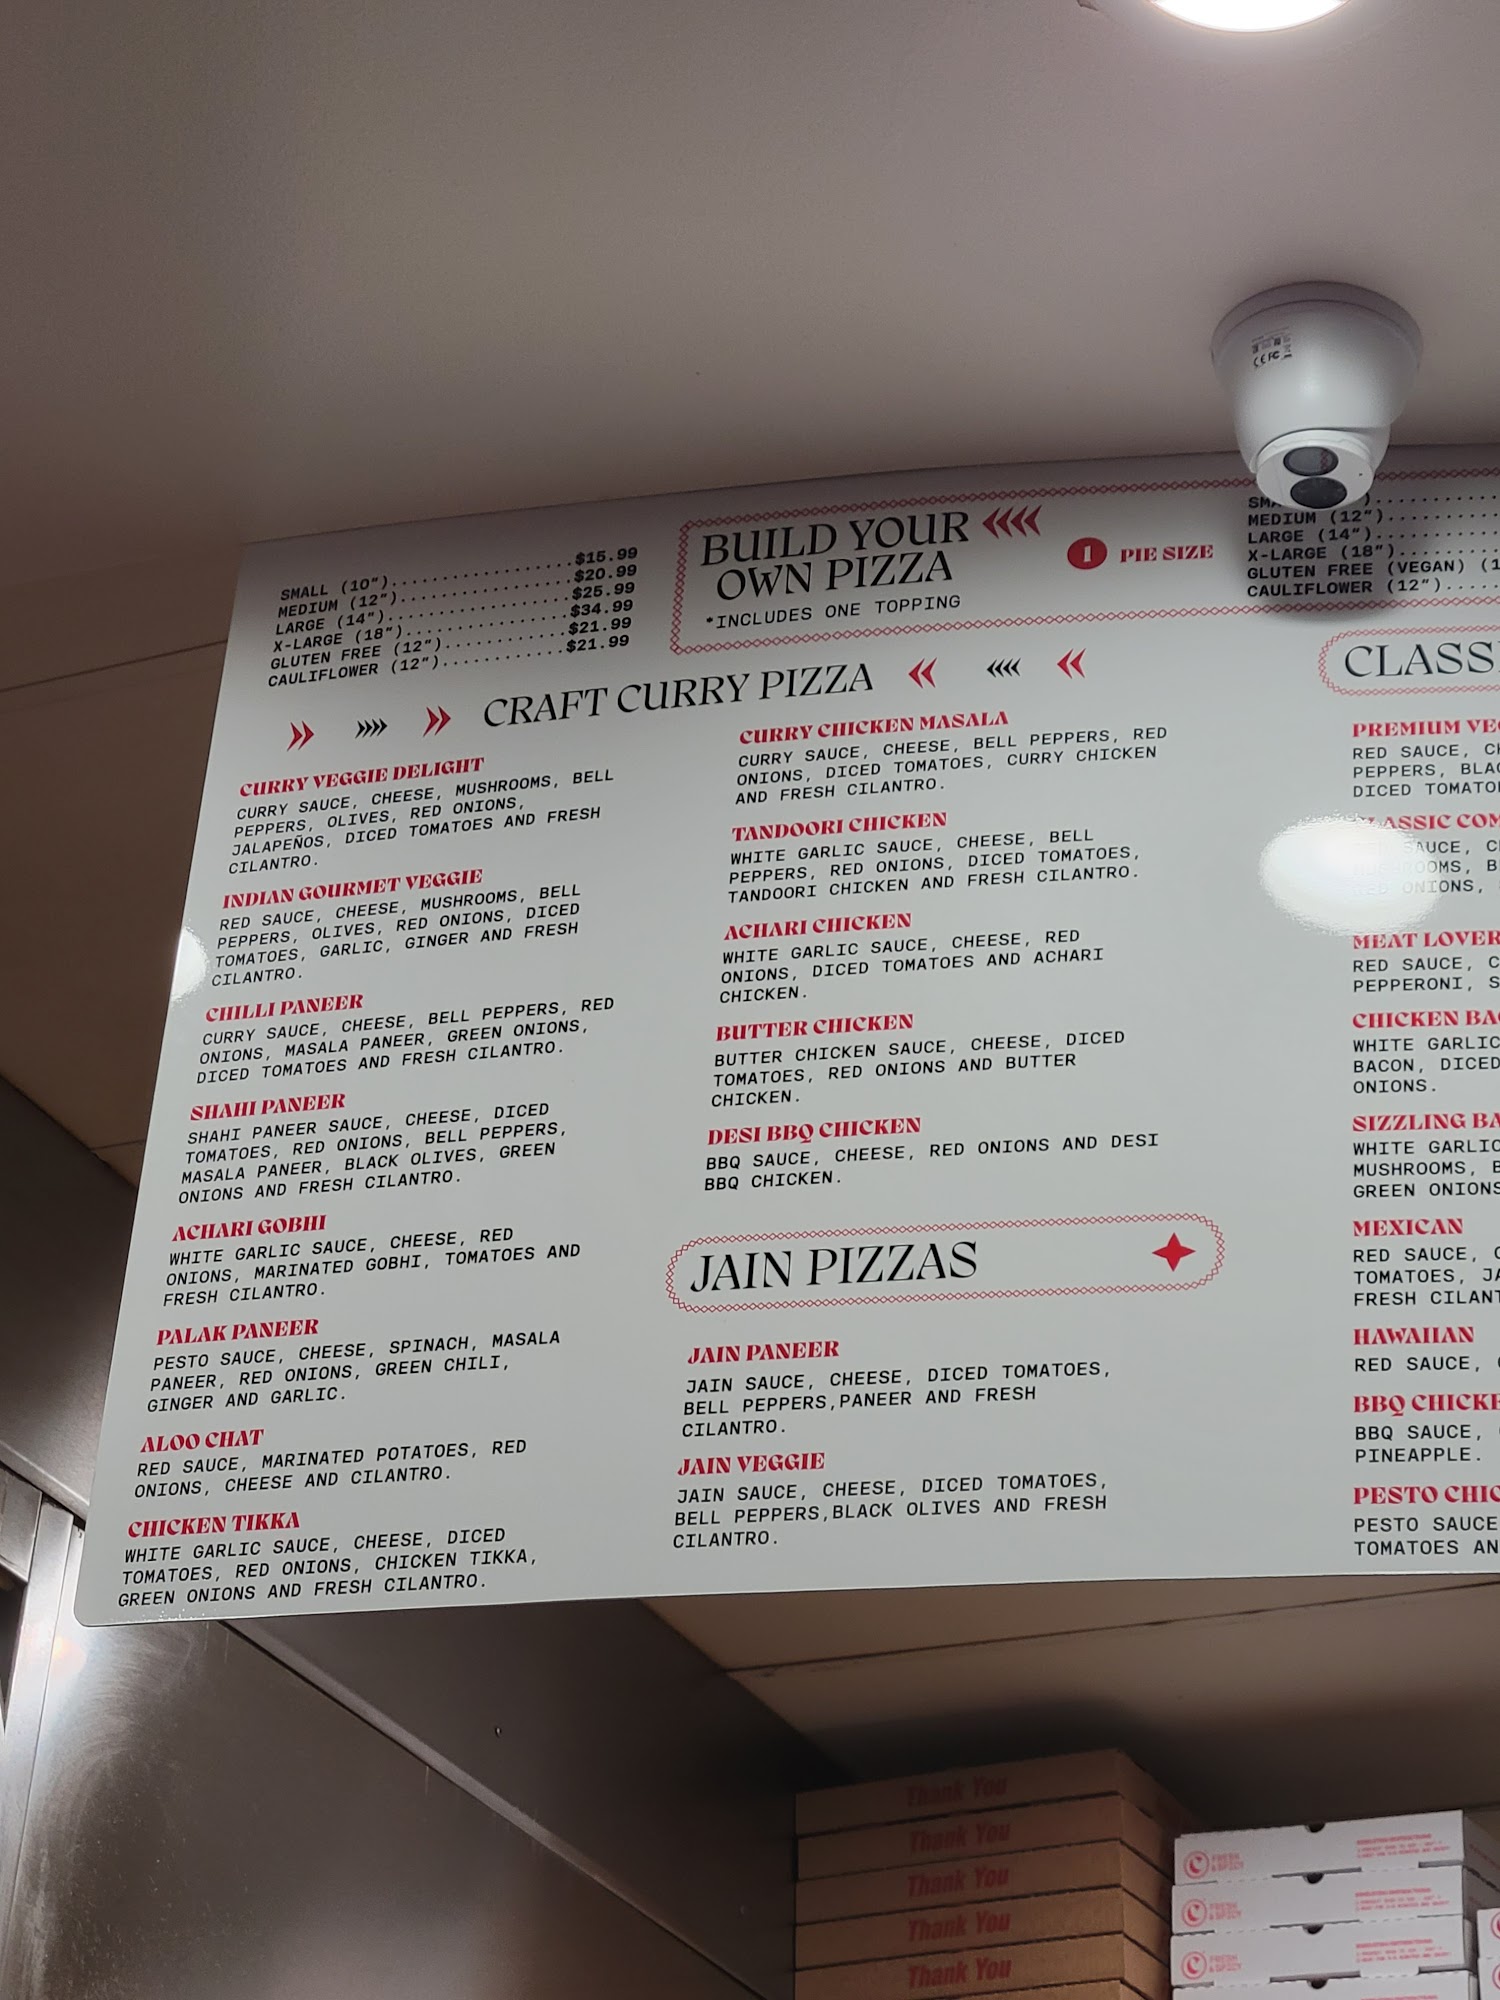 SMALL (10")..................$15.99
MEDIUM (12").................$20.99
LARGE (14")..................$25.99
X-LARGE (18")................$34.99
GLUTEN FREE (12")............$21.99
CAULIFLOWER (12")............$21.99
BUILD YOUR
OWN PIZZA
*INCLUDES ONE TOPPING
1 PIE SIZE
MEDIUM (12")
LARGE (14")
X-LARGE (18")
GLUTEN FREE (VEGAN)
CAULIFLOWER (12")
CRAFT CURRY PIZZA
CURRY VEGGIE DELIGHT
CURRY SAUCE, CHEESE, MUSHROOMS, BELL
PEPPERS, OLIVES, RED ONIONS,
JALAPEÑOS, DICED TOMATOES AND FRESH
CILANTRO.
INDIAN GOURMET VEGGIE
RED SAUCE, CHEESE, MUSHROOMS, BELL
PEPPERS, OLIVES, RED ONIONS, DICED
TOMATOES, GARLIC, GINGER AND FRESH
CILANTRO.
CHILLI PANEER
CURRY SAUCE, CHEESE, BELL PEPPERS, RED
ONIONS, MASALA PANEER, GREEN ONIONS,
DICED TOMATOES AND FRESH CILANTRO.
SHAHI PANEER
SHAHI PANEER SAUCE, CHEESE, DICED
TOMATOES, RED ONIONS, BELL PEPPERS,
MASALA PANEER, BLACK OLIVES, GREEN
ONIONS AND FRESH CILANTRO.
ACHARI GOBHI
WHITE GARLIC SAUCE, CHEESE, RED
ONIONS, MARINATED GOBHI, TOMATOES AND
FRESH CILANTRO.
PALAK PANEER
PESTO SAUCE, CHEESE, SPINACH, MASALA
PANEER, RED ONIONS, GREEN CHILI,
GINGER AND GARLIC.
ALOO CHAT
RED SAUCE, MARINATED POTATOES, RED
ONIONS, CHEESE AND CILANTRO.
CHICKEN TIKKA
WHITE GARLIC SAUCE, CHEESE, DICED
TOMATOES, RED ONIONS, CHICKEN TIKKA,
GREEN ONIONS AND FRESH CILANTRO.
CURRY CHICKEN MASALA
CURRY SAUCE, CHEESE, BELL PEPPERS, RED
ONIONS, DICED TOMATOES, CURRY CHICKEN
AND FRESH CILANTRO.
TANDOORI CHICKEN
WHITE GARLIC SAUCE, CHEESE, BELL
PEPPERS, RED ONIONS, DICED TOMATOES,
TANDOORI CHICKEN AND FRESH CILANTRO.
ACHARI CHICKEN
WHITE GARLIC SAUCE, CHEESE, RED
ONIONS, DICED TOMATOES AND ACHARI
CHICKEN.
BUTTER CHICKEN
BUTTER CHICKEN SAUCE, CHEESE, DICED
TOMATOES, RED ONIONS AND BUTTER
CHICKEN.
DESI BBQ CHICKEN
BBQ SAUCE, CHEESE, RED ONIONS AND DESI
BBQ CHICKEN.
JAIN PIZZAS
JAIN PANEER
JAIN SAUCE, CHEESE, DICED TOMATOES,
BELL PEPPERS,PANEER AND FRESH
CILANTRO.
JAIN VEGGIE
JAIN SAUCE, CHEESE, DICED TOMATOES,
BELL PEPPERS,BLACK OLIVES AND FRESH
CILANTRO.
CLASS
PREMIUM
RED SAUCE,
PEPPERS,
DICED
SAUCE,
ONIONS,
MEAT LOVER
RED SAUCE,
PEPPERONI,
CHICKEN
WHITE GARLIC
BACON, DICED
ONIONS.
SIZZLING
WHITE GARLIC
MUSHROOMS,
GREEN ONIONS
MEXICAN
RED SAUCE,
TOMATOES,
FRESH
HAWAIIAN
RED SAUCE,
BBQ
BBQ SAUCE,
PINEAPPLE.
PESTO
PESTO SAUCE
TOMATOES
Thank You
Thank You
Thank You
Thank You
Thank You
FRESH
& SPICY
FRESH
& SPICY
FRESH
& SPICY